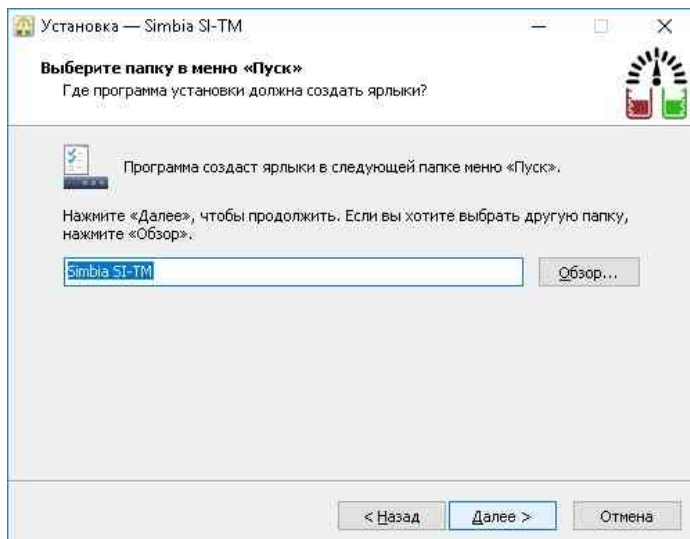 Установка — Simbia SI-TM
Выберите папку в меню «Пуск»
Где программа установки должна создать ярлыки?
Программа создаст ярлыки в следующей папке меню «Пуск».
Нажмите «Далее», чтобы продолжить. Если вы хотите выбрать другую папку,
нажмите «Обзор».
Simbia SI-TM
Обзор...
< Назад
Далее >
Отмена